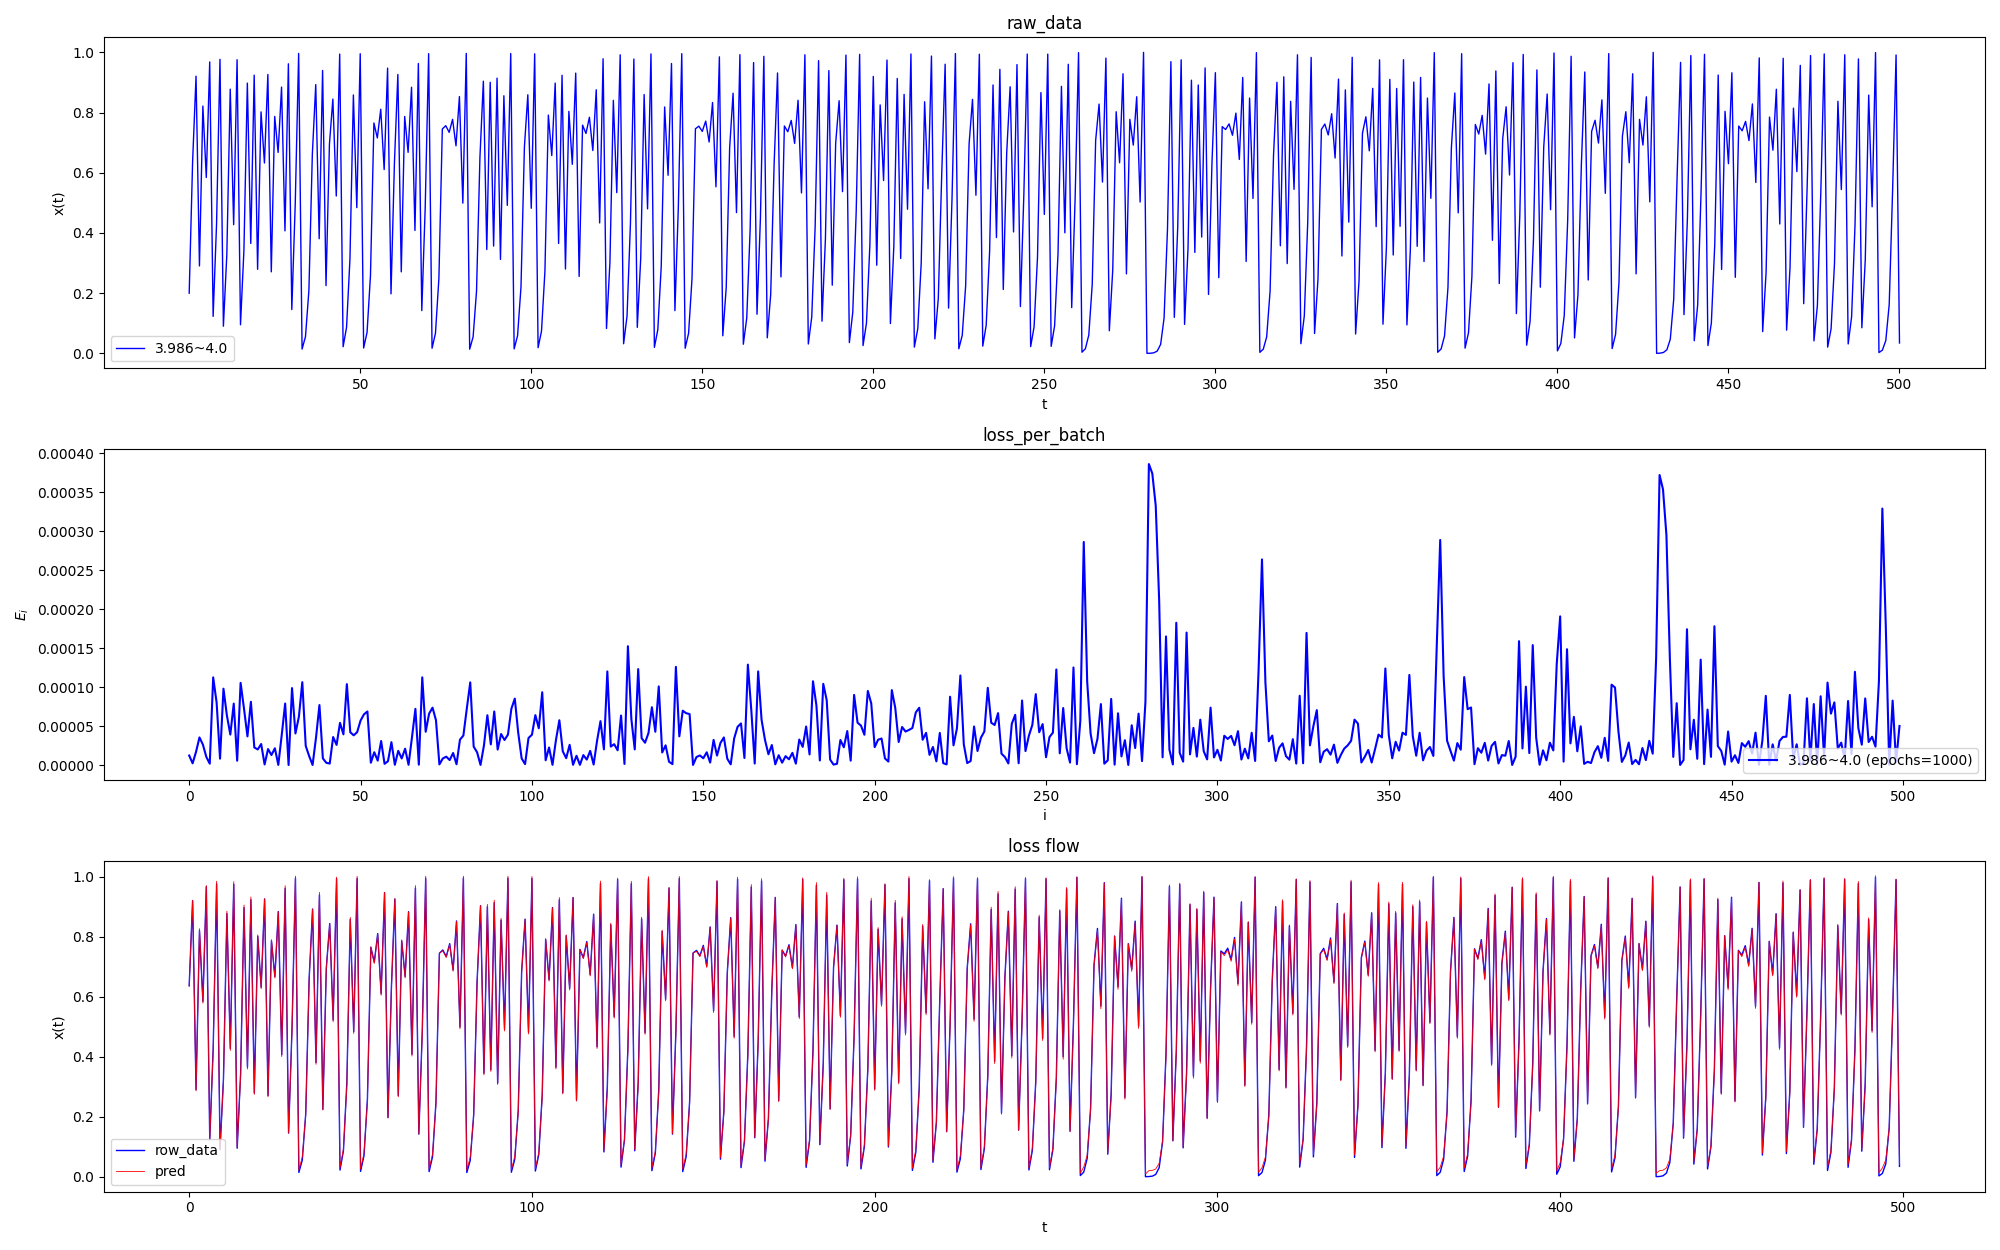 raw_data
1.0
0.8
0.6
0.4
0.2
0.0
x(t)
3.986~4.0
50 100 150 200 250 300 350 400 450 500
t
loss_per_batch
0.00040
0.00035
0.00030
0.00025
0.00020
0.00015
0.00010
0.00005
0.00000
E_i
3.986~4.0 (epochs=1000)
0 50 100 150 200 250 300 350 400 450 500
i
loss flow
1.0
0.8
0.6
0.4
0.2
0.0
x(t)
row_data
pred
0 100 200 300 400 500
t